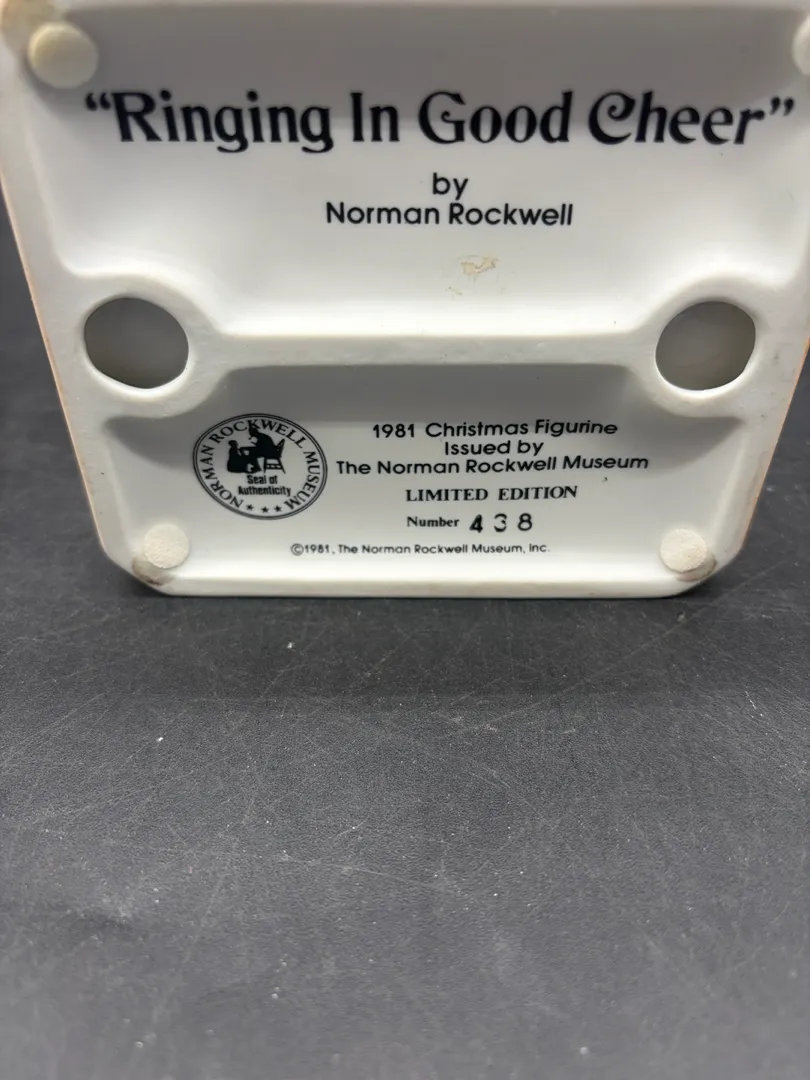 “Ringing In Good Cheer”
by
Norman Rockwell
NORMAN ROCKWELL MUSEUM
Seal of
Authenticity
1981 Christmas Figurine
Issued by
The Norman Rockwell Museum
LIMITED EDITION
Number 438
©1981, The Norman Rockwell Museum, Inc.